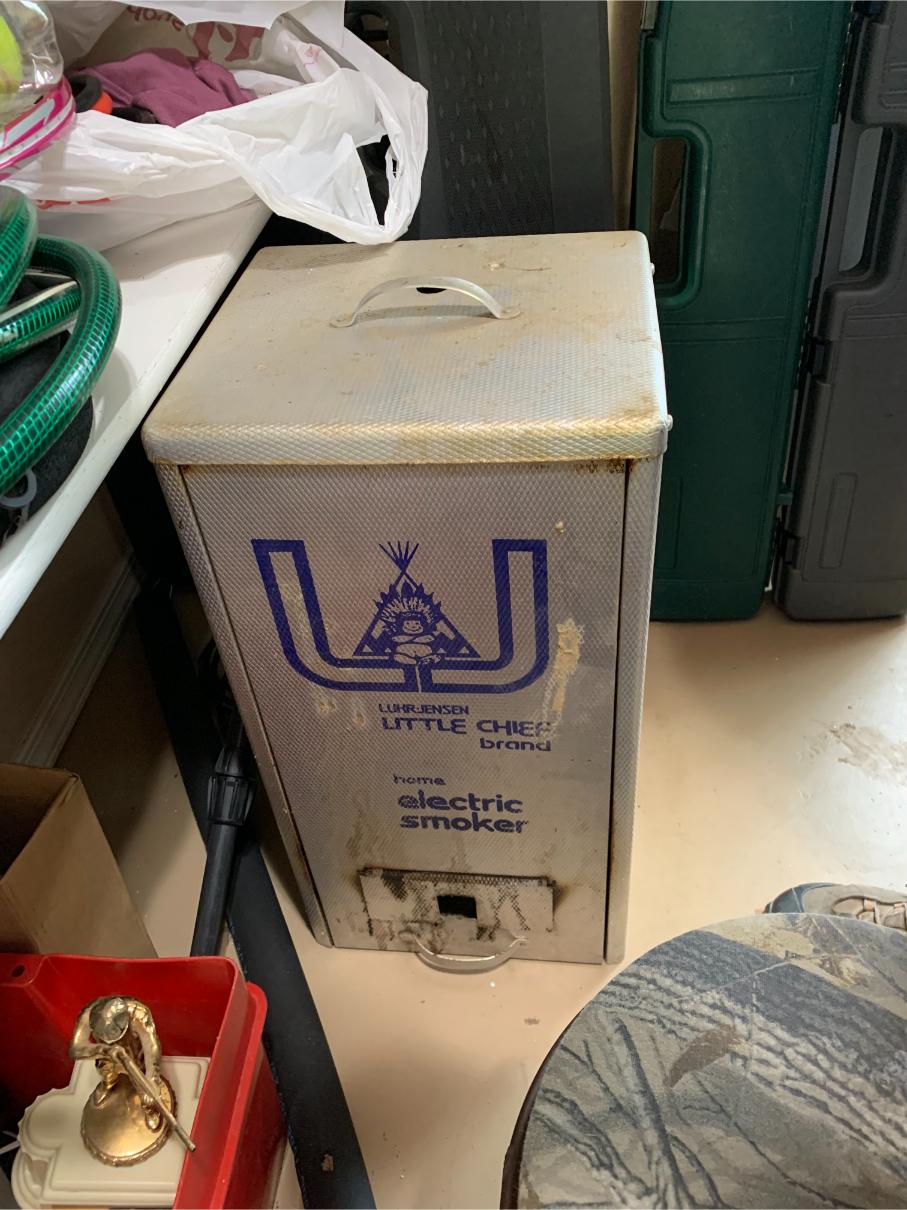 LUHR-JENSEN
LITTLE CHIEF
brand
home
electric
smoker